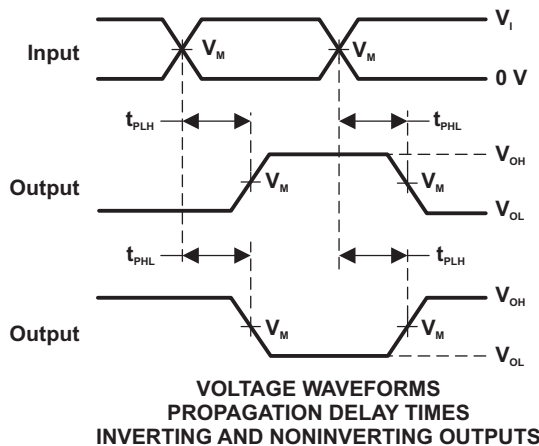 Input
V_M
V_M
V_I
0 V
t_PLH
t_PHL
Output
V_M
V_M
V_OH
V_OL
t_PHL
t_PLH
Output
V_M
V_M
V_OH
V_OL
VOLTAGE WAVEFORMS
PROPAGATION DELAY TIMES
INVERTING AND NONINVERTING OUTPUTS